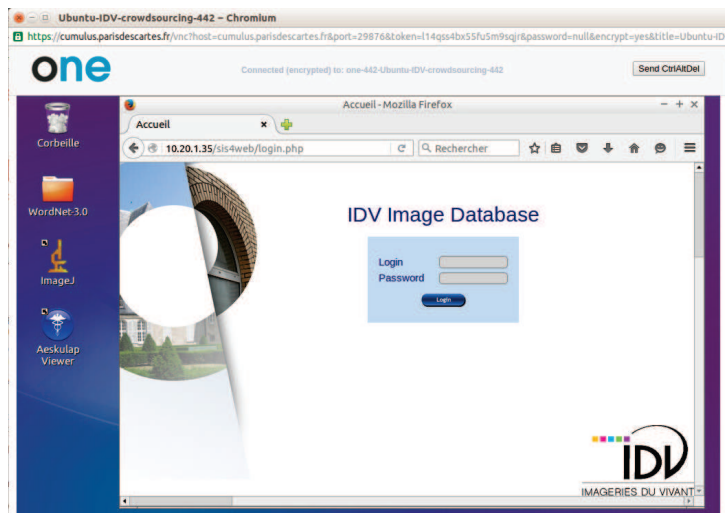 Ubuntu-IDV-crowdsourcing-442 – Chromium
https://cumulus.parisdescartes.fr/vnc?host=cumulus.parisdescartes.fr&port=29876&token=l14qss4bx55fu5m9sqjr&password=null&encrypt=yes&title=Ubuntu-ID
one
Connected (encrypted) to: one-442-Ubuntu-IDV-crowdsourcing-442
Send CtrlAltDel
Accueil - Mozilla Firefox
Accueil
10.20.1.35/sis4web/login.php
Rechercher
Corbeille
WordNet-3.0
ImageJ
Aeskulap
Viewer
IDV Image Database
Login
Password
Login
IDV
IMAGERIES DU VIVANT